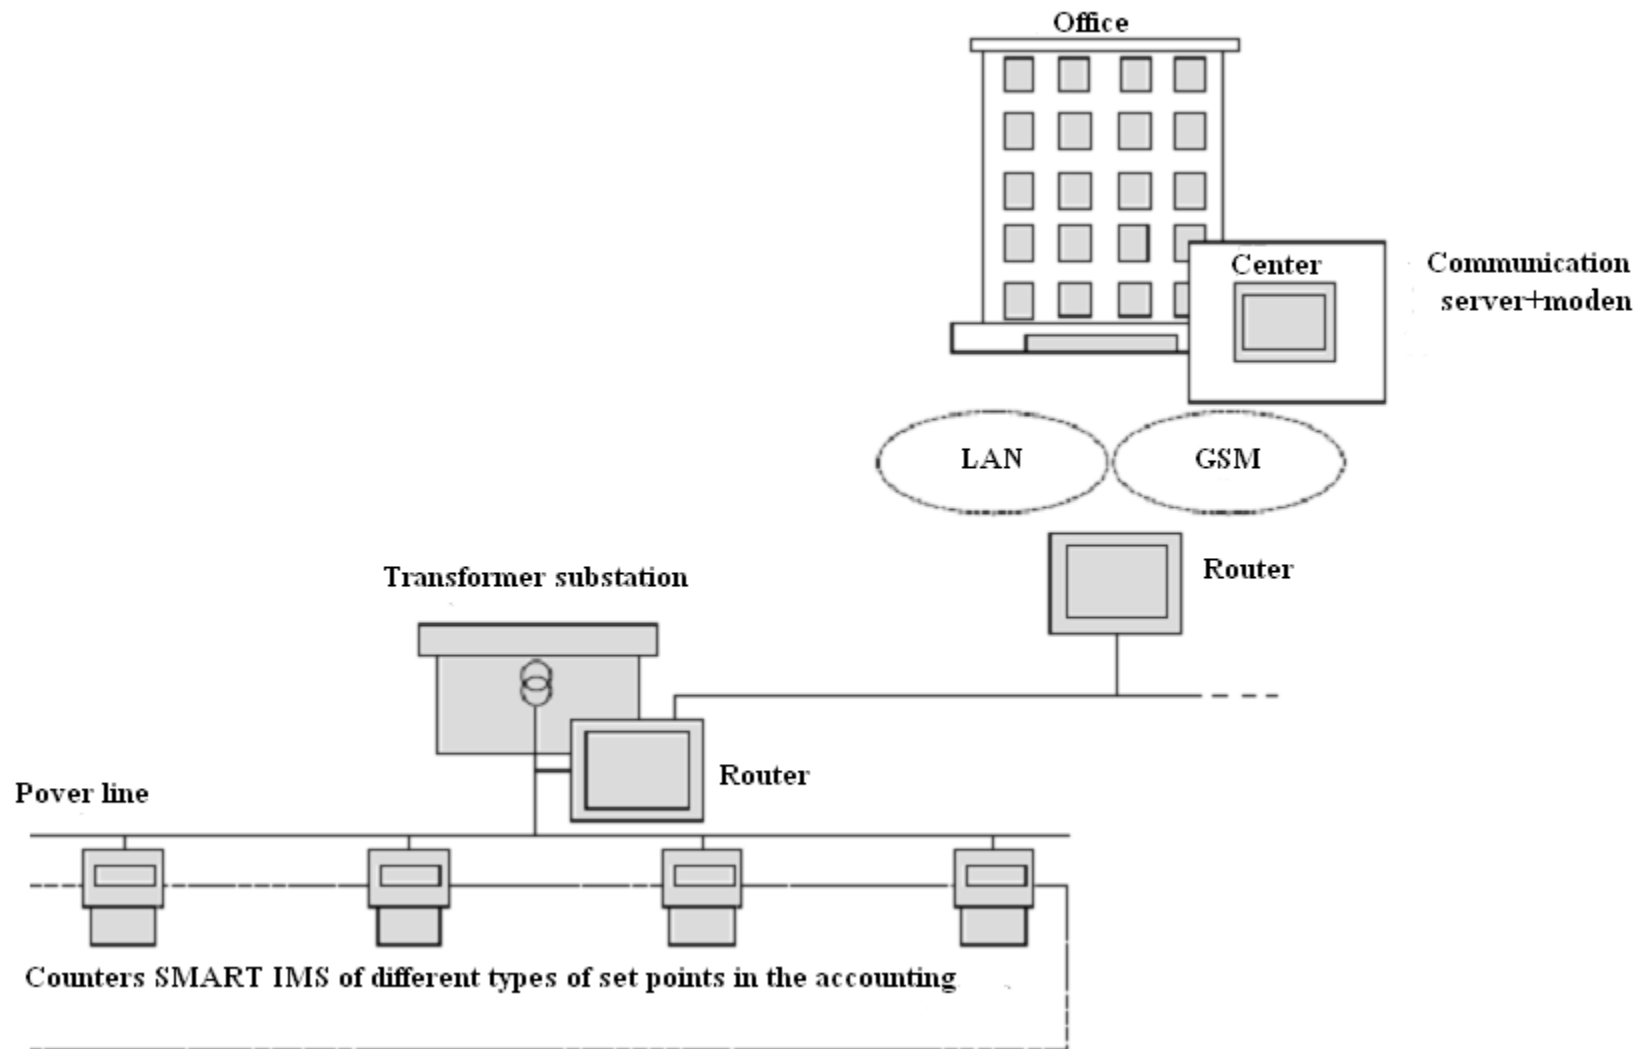 Office
Center
Communication
server+moden
LAN
GSM
Router
Transformer substation
Router
Pover line
Counters SMART IMS of different types of set points in the accounting